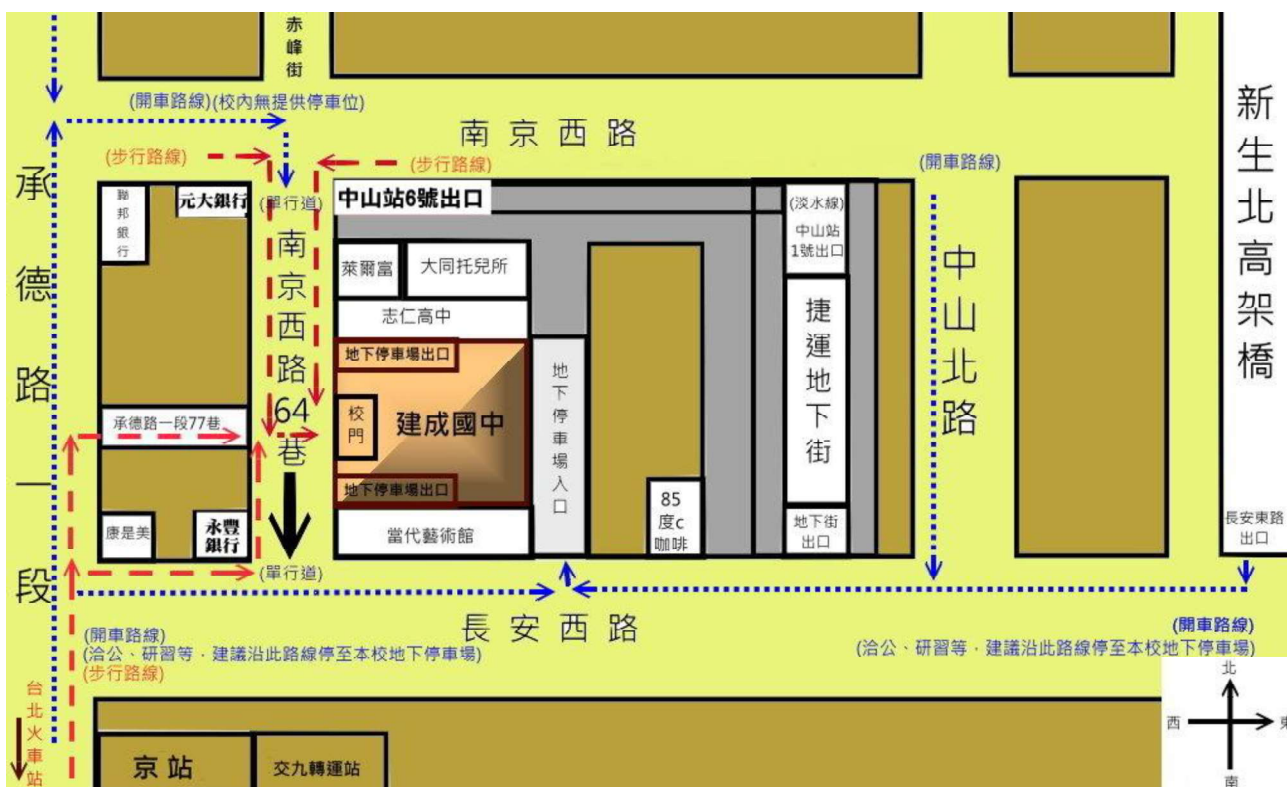 赤峰街
(開車路線)(校內無提供停車位)
南京西路
新生北高架橋
承德路一段
(步行路線)
(步行路線)
(開車路線)
聯邦銀行
元大銀行
(單行道)
中山站6號出口
(淡水線)
中山站
1號出口
南京西路64巷
中山北路
萊爾富
大同托兒所
志仁高中
捷運地下街
地下停車場出口
地下停車場入口
校門
建成國中
承德路一段77巷
地下停車場出口
85
度c
咖啡
康是美
永豐
銀行
當代藝術館
地下街
出口
長安東路
出口
(單行道)
長安西路
(開車路線)
(洽公、研習等，建議沿此路線停至本校地下停車場)
(步行路線)
(開車路線)
(洽公、研習等，建議沿此路線停至本校地下停車場)
台北火車站
京站
交九轉運站
北
西
東
南